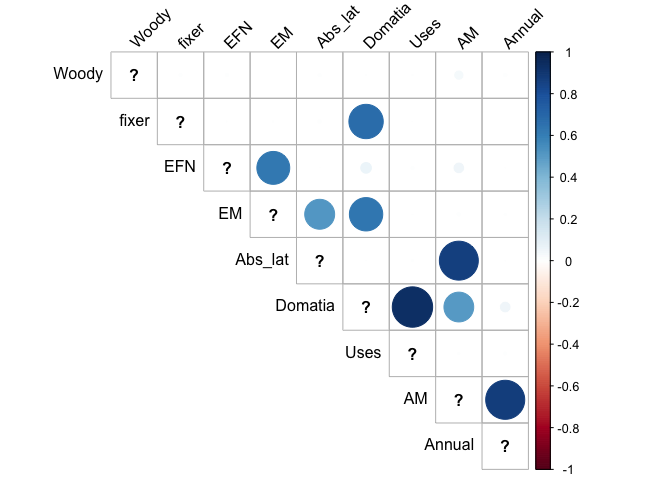 Woody fixer EFN EM Abs_lat Domatia Uses AM Annual
Woody ?
fixer ?
EFN ?
EM ?
Abs_lat ?
Domatia ?
Uses ?
AM ?
Annual ?
1
0.8
0.6
0.4
0.2
0
-0.2
-0.4
-0.6
-0.8
-1